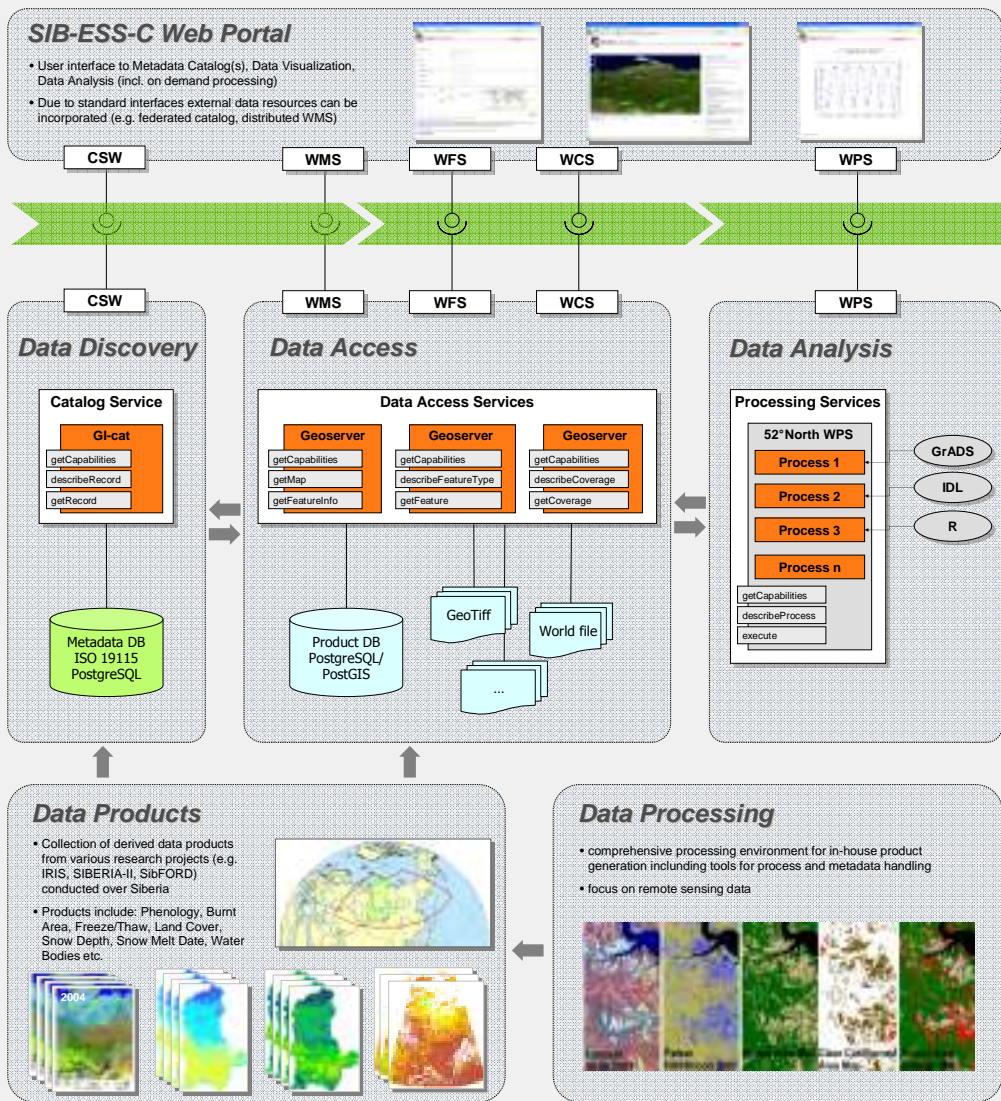 SIB-ESS-C Web Portal
• User interface to Metadata Catalog(s), Data Visualization,
Data Analysis (incl. on demand processing)
• Due to standard interfaces external data resources can be
incorporated (e.g. federated catalog, distributed WMS)
CSW
WMS
WFS
WCS
WPS
CSW
WMS
WFS
WCS
WPS
Data Discovery
Catalog Service
GI-cat
getCapabilities
describeRecord
getRecord
Metadata DB
ISO 19115
PostgreSQL
Data Access
Data Access Services
Geoserver
getCapabilities
getMap
getFeatureInfo
Geoserver
getCapabilities
describeFeatureType
getFeature
Geoserver
getCapabilities
describeCoverage
getCoverage
Product DB
PostgreSQL/
PostGIS
GeoTiff
World file
...
Data Analysis
Processing Services
52°North WPS
Process 1
Process 2
Process 3
Process n
getCapabilities
describeProcess
execute
GrADS
IDL
R
Data Products
• Collection of derived data products
from various research projects (e.g.
IRIS, SIBERIA-II, SibFORD)
conducted over Siberia
• Products include: Phenology, Burnt
Area, Freeze/Thaw, Land Cover,
Snow Depth, Snow Melt Date, Water
Bodies etc.
2004
Data Processing
• comprehensive processing environment for in-house product
generation inclunding tools for process and metadata handling
• focus on remote sensing data